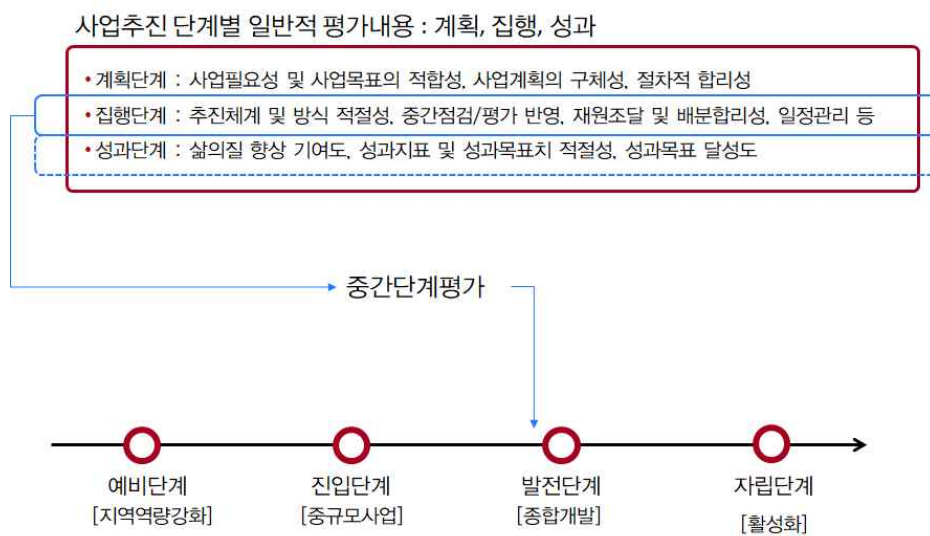 사업추진 단계별 일반적 평가내용 : 계획, 집행, 성과
• 계획단계 : 사업필요성 및 사업목표의 적합성, 사업계획의 구체성, 절차적 합리성
• 집행단계 : 추진체계 및 방식 적절성, 중간점검/평가 반영, 재원조달 및 배분합리성, 일정관리 등
• 성과단계 : 삶의질 향상 기여도, 성과지표 및 성과목표치 적절성, 성과목표 달성도
중간단계평가
예비단계 진입단계 발전단계 자립단계
[지역역량강화] [중규모사업] [종합개발] [활성화]